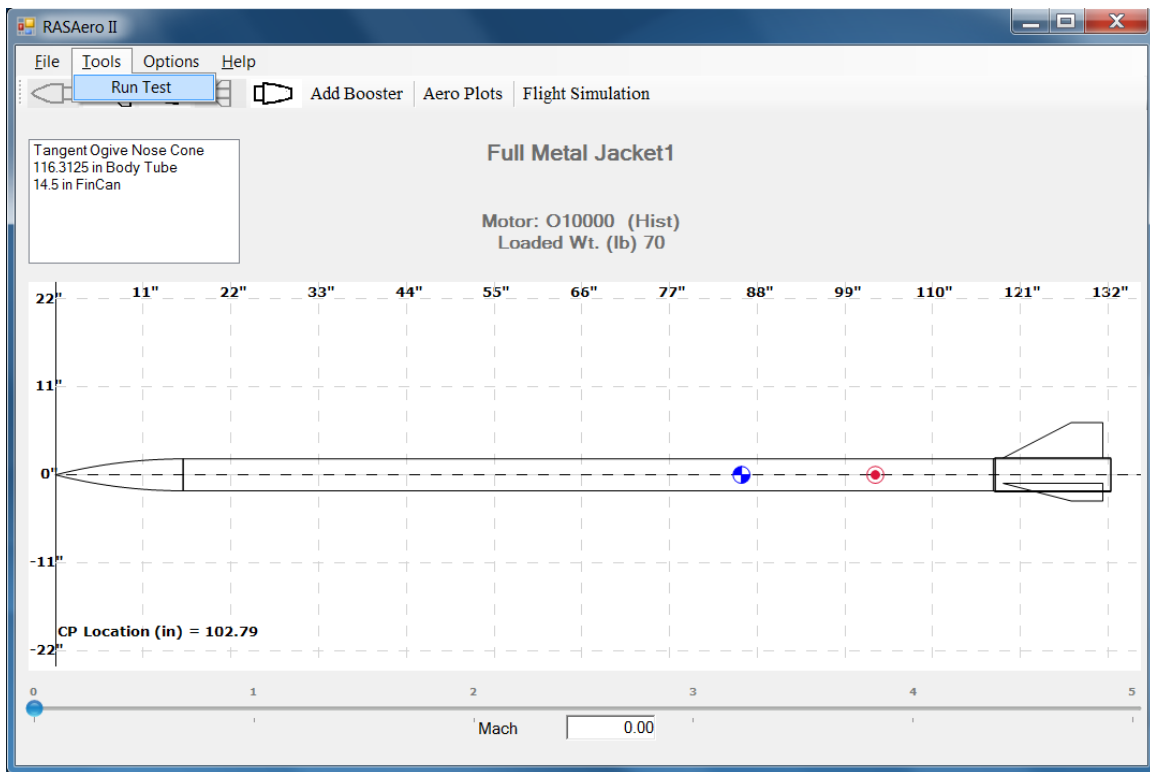 RASAero II
File Tools Options Help
Run Test
Add Booster Aero Plots Flight Simulation
Tangent Ogive Nose Cone
116.3125 in Body Tube
14.5 in FinCan
Full Metal Jacket1
Motor: O10000 (Hist)
Loaded Wt. (lb) 70
22" 11" 22" 33" 44" 55" 66" 77" 88" 99" 110" 121" 132"
11"
0"
-11"
CP Location (in) = 102.79
-22"
0 1 2 3 4 5
Mach 0.00